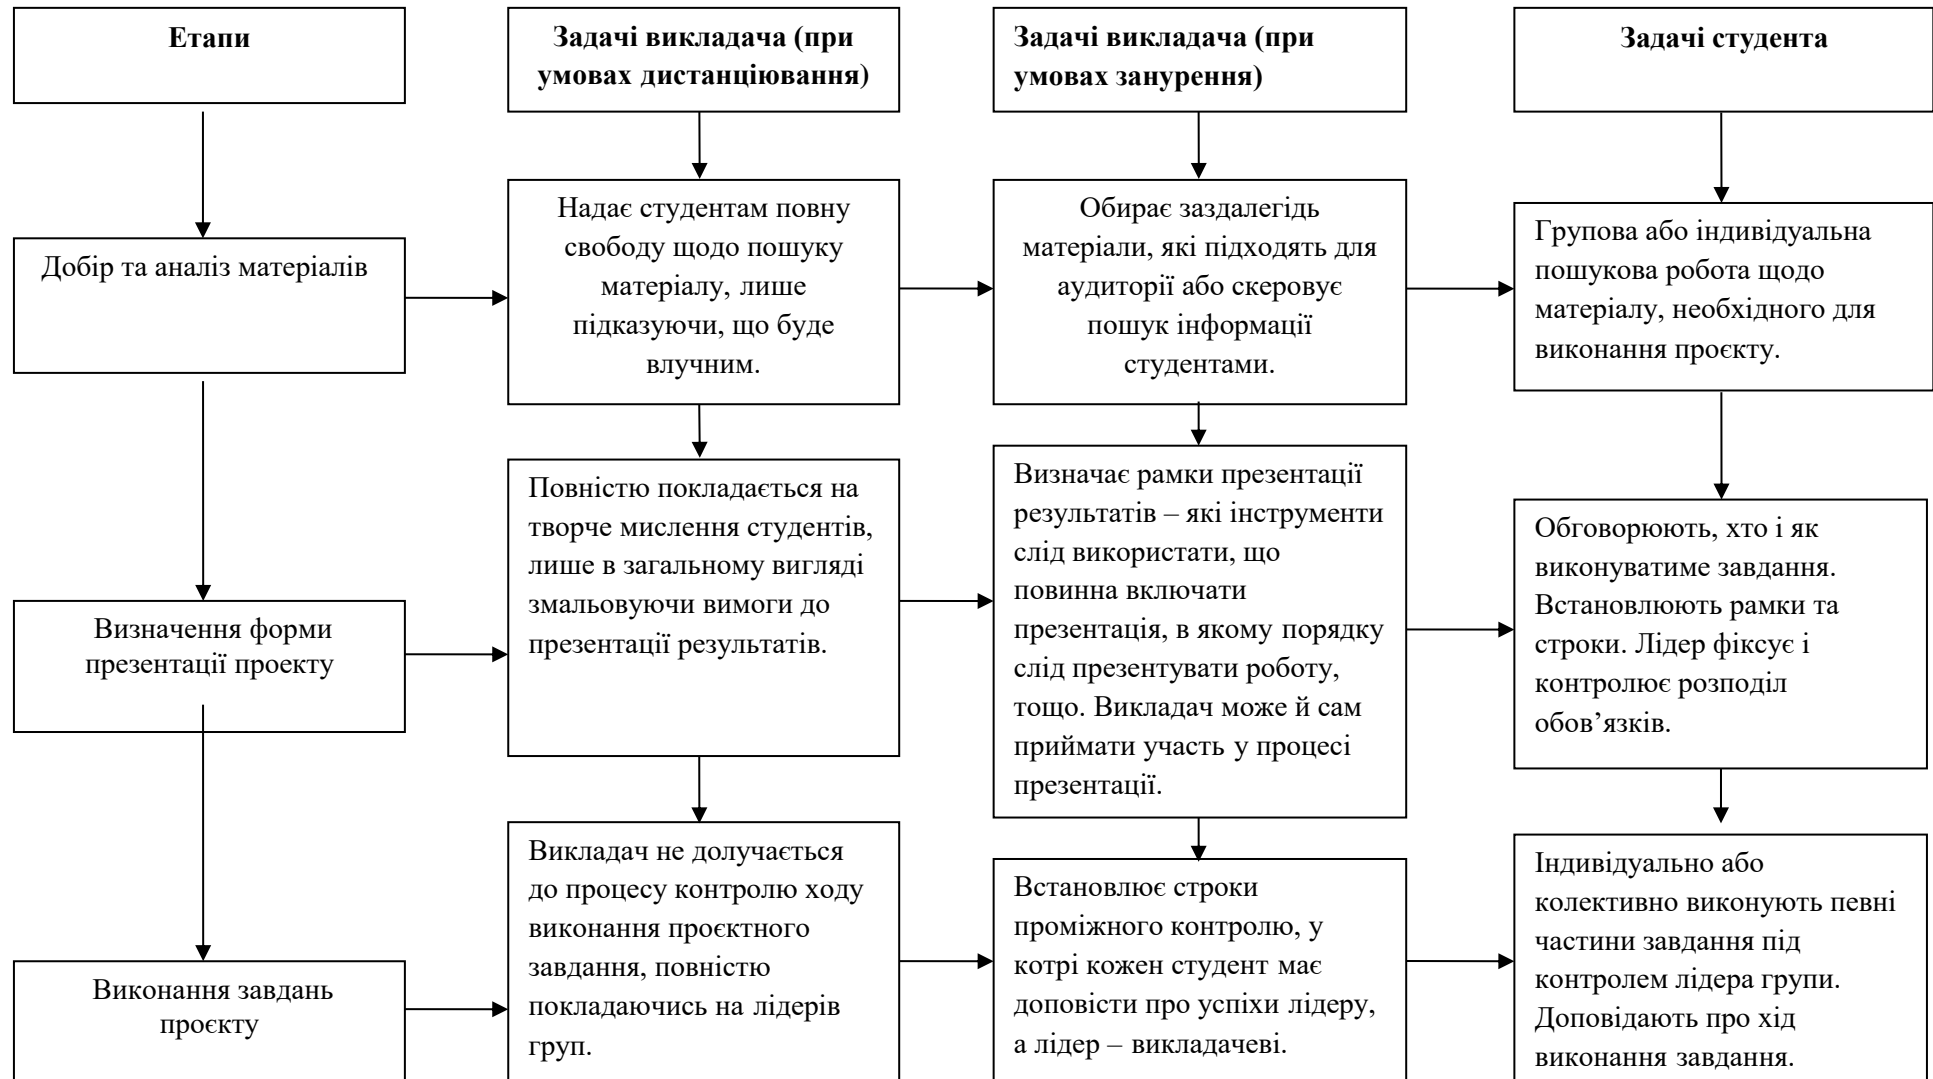 Етапи
Задачі викладача (при
умовах дистанціювання)
Задачі викладача (при
умовах занурення)
Задачі студента
Добір та аналіз матеріалів
Надає студентам повну
свободу щодо пошуку
матеріалу, лише
підказуючи, що буде
влучним.
Обирає заздалегідь
матеріали, які підходять для
аудиторії або скеровує
пошук інформації
студентами.
Групова або індивідуальна
пошукова робота щодо
матеріалу, необхідного для
виконання проєкту.
Визначення форми
презентації проекту
Повністю покладається на
творче мислення студентів,
лише в загальному вигляді
змальовуючи вимоги до
презентації результатів.
Визначає рамки презентації
результатів – які інструменти
слід використати, що
повинна включати
презентація, в якому порядку
слід презентувати роботу,
тощо. Викладач може й сам
приймати участь у процесі
презентації.
Обговорюють, хто і як
виконуватиме завдання.
Встановлюють рамки та
строки. Лідер фіксує і
контролює розподіл
обов’язків.
Виконання завдань
проєкту
Викладач не долучається
до процесу контролю ходу
виконання проєктного
завдання, повністю
покладаючись на лідерів
груп.
Встановлює строки
проміжного контролю, у
котрі кожен студент має
доповісти про успіхи лідеру,
а лідер – викладачеві.
Індивідуально або
колективно виконують певні
частини завдання під
контролем лідера групи.
Доповідають про хід
виконання завдання.